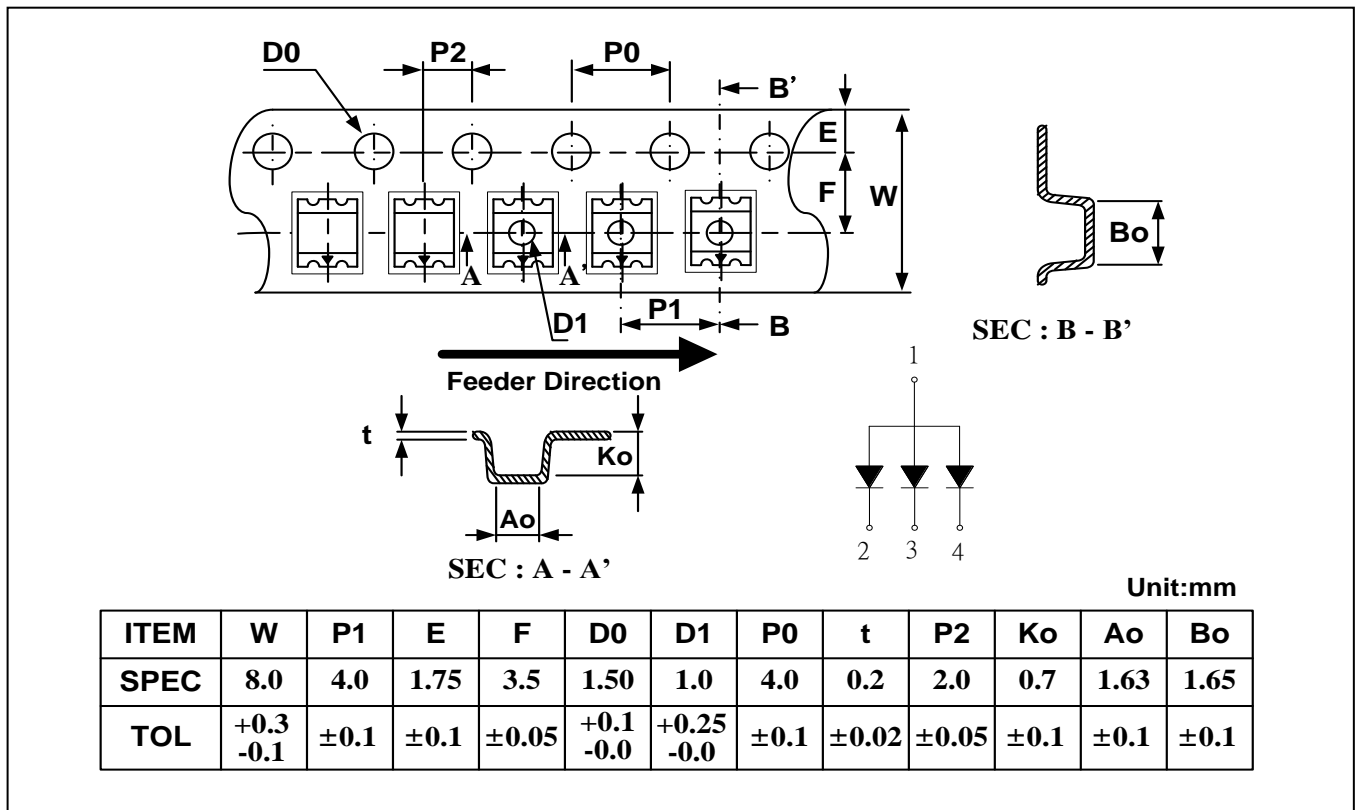 D0 P2 P0
B'
E
F W
A A'
Bo
P1
D1 B
SEC : B - B'
Feeder Direction
1
t
Ko
Ao
2 3 4
SEC : A - A'
Unit:mm
ITEM W P1 E F D0 D1 P0 t P2 Ko Ao Bo
SPEC 8.0 4.0 1.75 3.5 1.50 1.0 4.0 0.2 2.0 0.7 1.63 1.65
TOL +0.3 -0.1 ±0.1 ±0.1 ±0.05 +0.1 -0.0 +0.25 -0.0 ±0.1 ±0.02 ±0.05 ±0.1 ±0.1 ±0.1